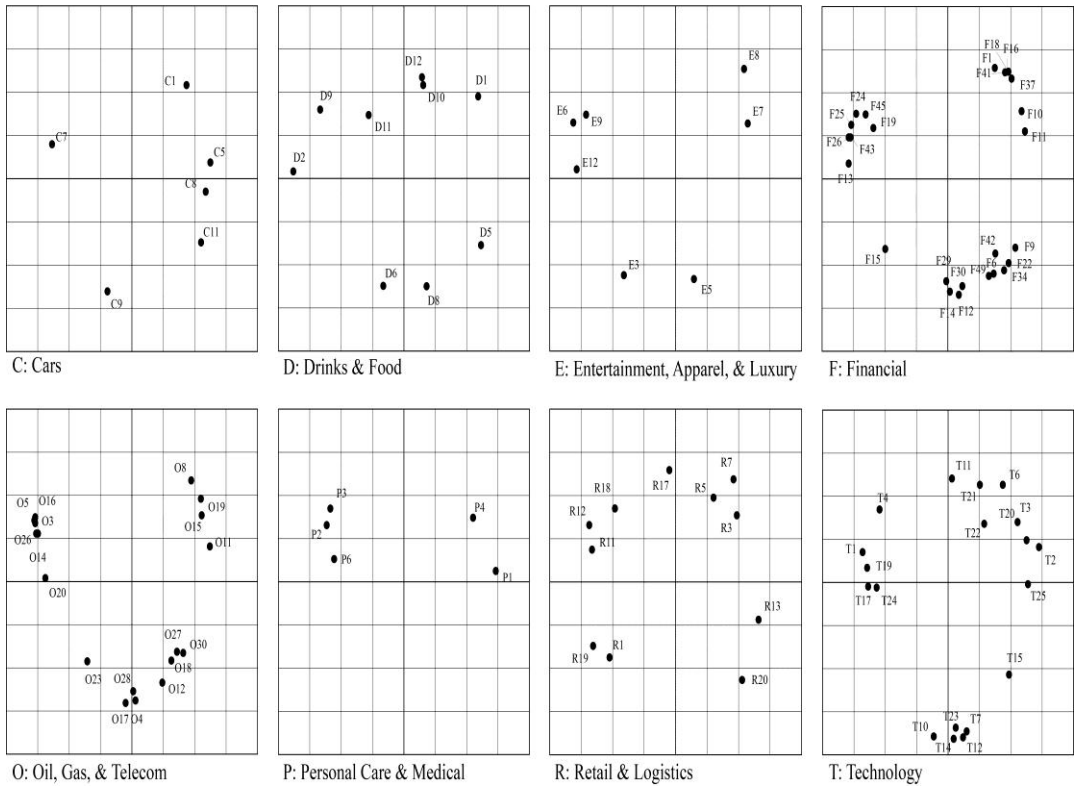 C1
C7
C5
C8
C11
C9
C: Cars
D12
D1
D9
D10
D11
D2
D5
D6
D8
D: Drinks & Food
E8
E6
E9
E7
E12
E3
E5
E: Entertainment, Apparel, & Luxury
F18
F16
F1
F41
F37
F24
F45
F25
F19
F10
F26
F43
F11
F13
F42
F9
F15
F29
F49
F6
F22
F30
F34
F14
F12
F: Financial
O8
O5
O16
O3
O19
O15
O26
O14
O11
O20
O27
O30
O28
O18
O23
O12
O17
O4
O: Oil, Gas, & Telecom
P3
P4
P2
P6
P1
P: Personal Care & Medical
R7
R17
R18
R5
R12
R3
R11
R13
R1
R19
R20
R: Retail & Logistics
T11
T6
T4
T21
T20
T3
T22
T1
T2
T19
T17
T24
T25
T15
T10
T23
T7
T14
T12
T: Technology